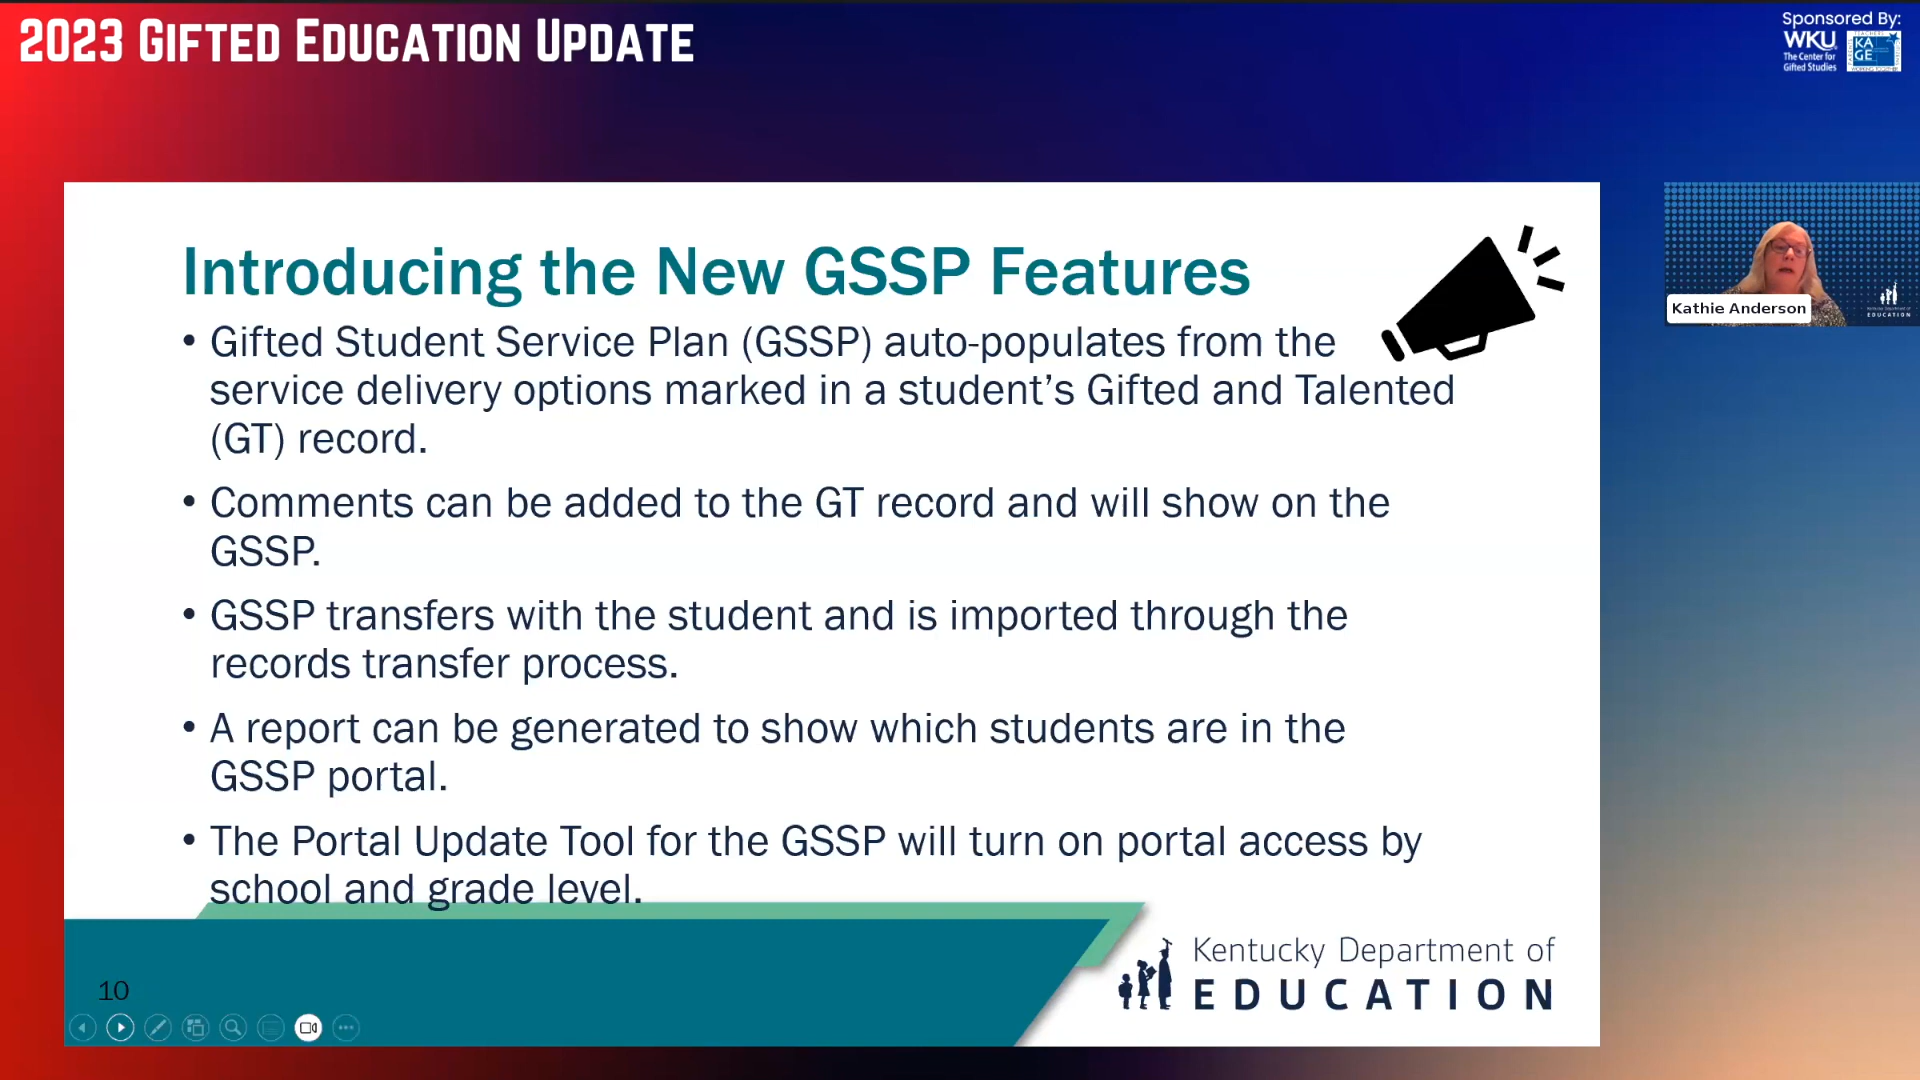 2023 Gifted Education Update
Sponsored By:
WKU
The Center for
Gifted Studies
KA
GE
Introducing the New GSSP Features
• Gifted Student Service Plan (GSSP) auto-populates from the
service delivery options marked in a student’s Gifted and Talented
(GT) record.
• Comments can be added to the GT record and will show on the
GSSP.
• GSSP transfers with the student and is imported through the
records transfer process.
• A report can be generated to show which students are in the
GSSP portal.
• The Portal Update Tool for the GSSP will turn on portal access by
school and grade level.
Kathie Anderson
EDUCATION
Kentucky Department of
EDUCATION
10